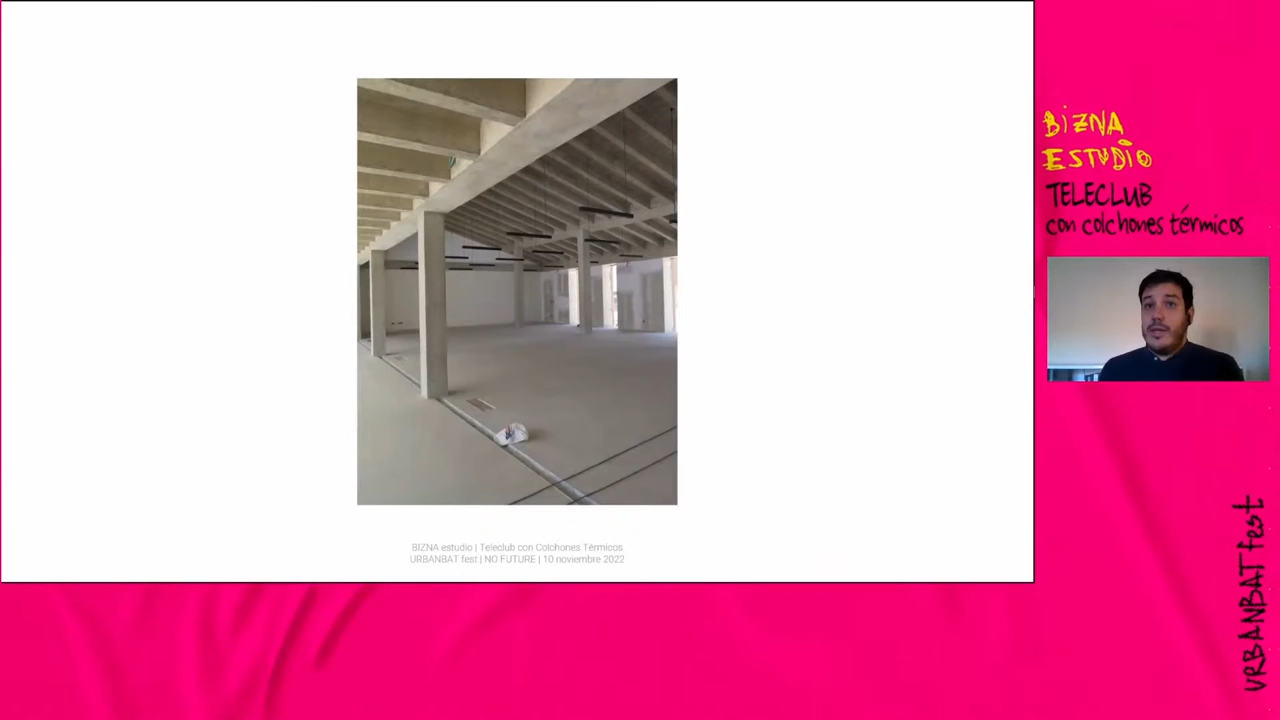 BIZNA
ESTUDIO
TELECLUB
con colchones térmicos
BIZNA estudio | Teleclub con Colchones Térmicos
URBANBAT fest | NO FUTURE | 10 noviembre 2022
URBANBAT fest